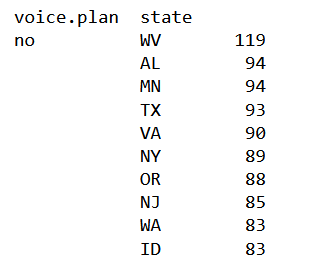 voice.plan state
no WV 119
AL 94
MN 94
TX 93
VA 90
NY 89
OR 88
NJ 85
WA 83
ID 83